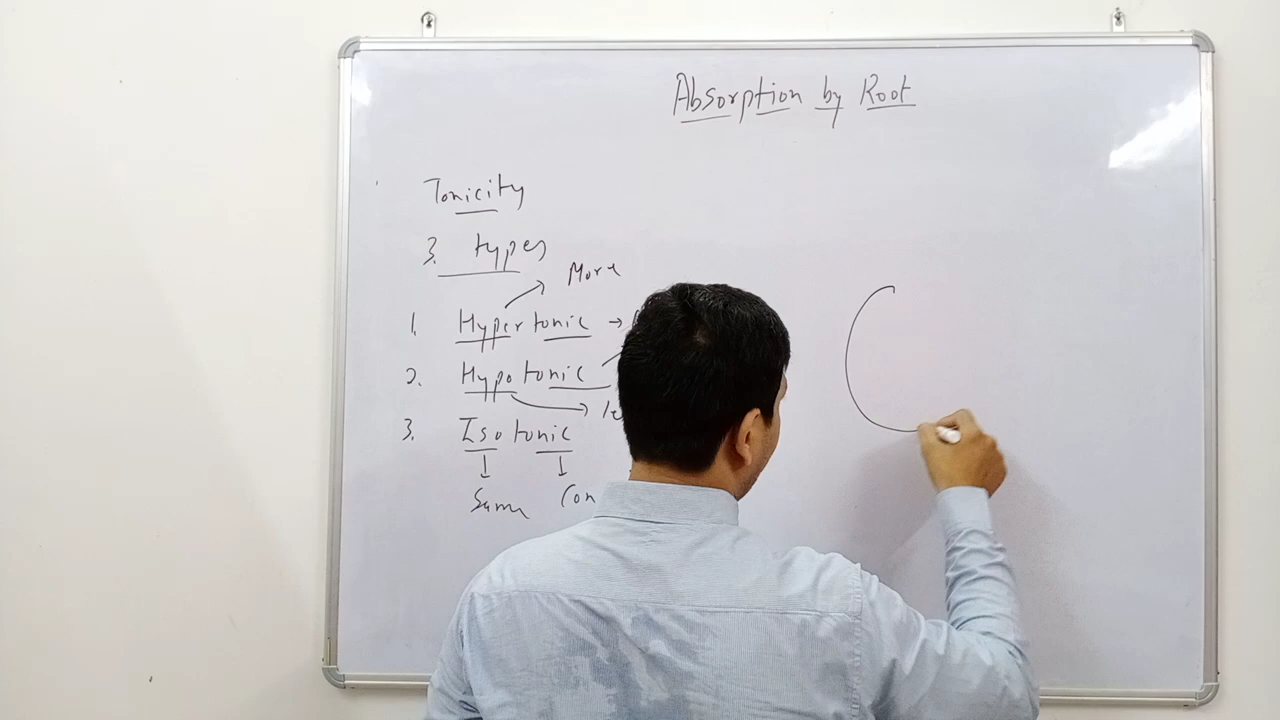 Absorption by Root
Tonicity
3. types
More
1. Hypertonic →
2. Hypotonic
3. Isotonic
Same